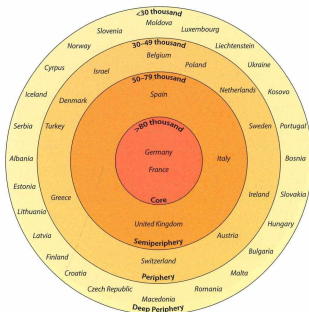 <30 thousand
Moldova
Slovenia
Luxembourg
Norway
30–49 thousand
Liechtenstein
Belgium
Cyrpus
Israel
Poland
Ukraine
50–79 thousand
Iceland
Denmark
Spain
Netherlands
Kosovo
Serbia
Turkey
>80 thousand
Sweden
Portugal
Albania
Germany
Italy
Bosnia
France
Estonia
Greece
Core
Ireland
Slovakia
Lithuania
United Kingdom
Hungary
Latvia
Semiperiphery
Austria
Finland
Switzerland
Bulgaria
Croatia
Periphery
Malta
Czech Republic
Romania
Macedonia
Deep Periphery